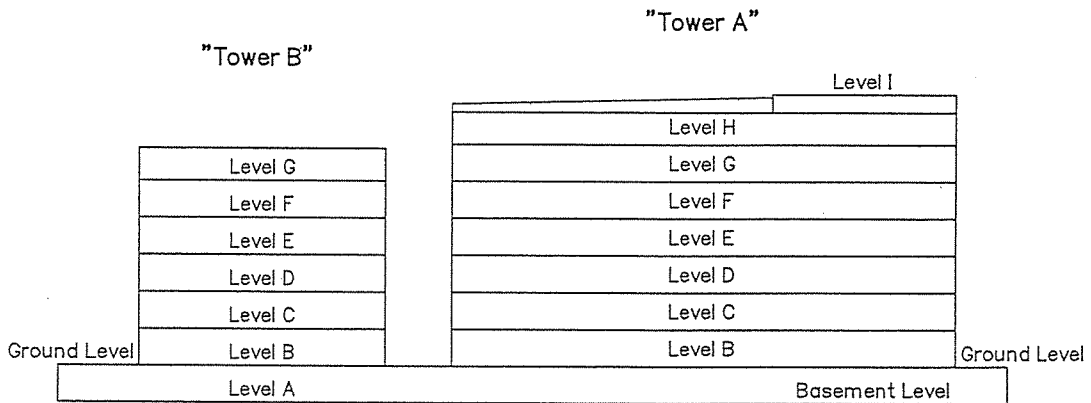 "Tower A"
"Tower B"
Level I
Level H
Level G
Level G
Level F
Level F
Level E
Level E
Level D
Level D
Level C
Level C
Ground Level
Level B
Level B
Ground Level
Level A
Basement Level